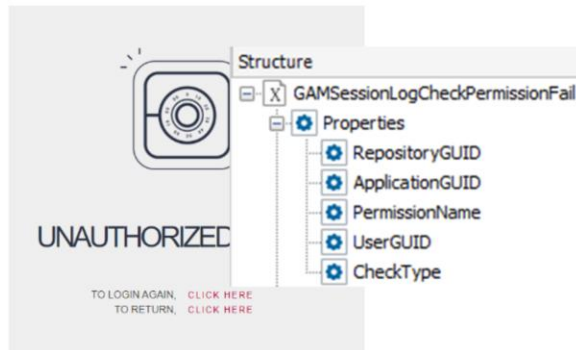 Structure
GAMSessionLogCheckPermissionFail
Properties
RepositoryGUID
ApplicationGUID
PermissionName
UserGUID
CheckType
UNAUTHORIZED
TO LOGIN AGAIN, CLICK HERE
TO RETURN, CLICK HERE